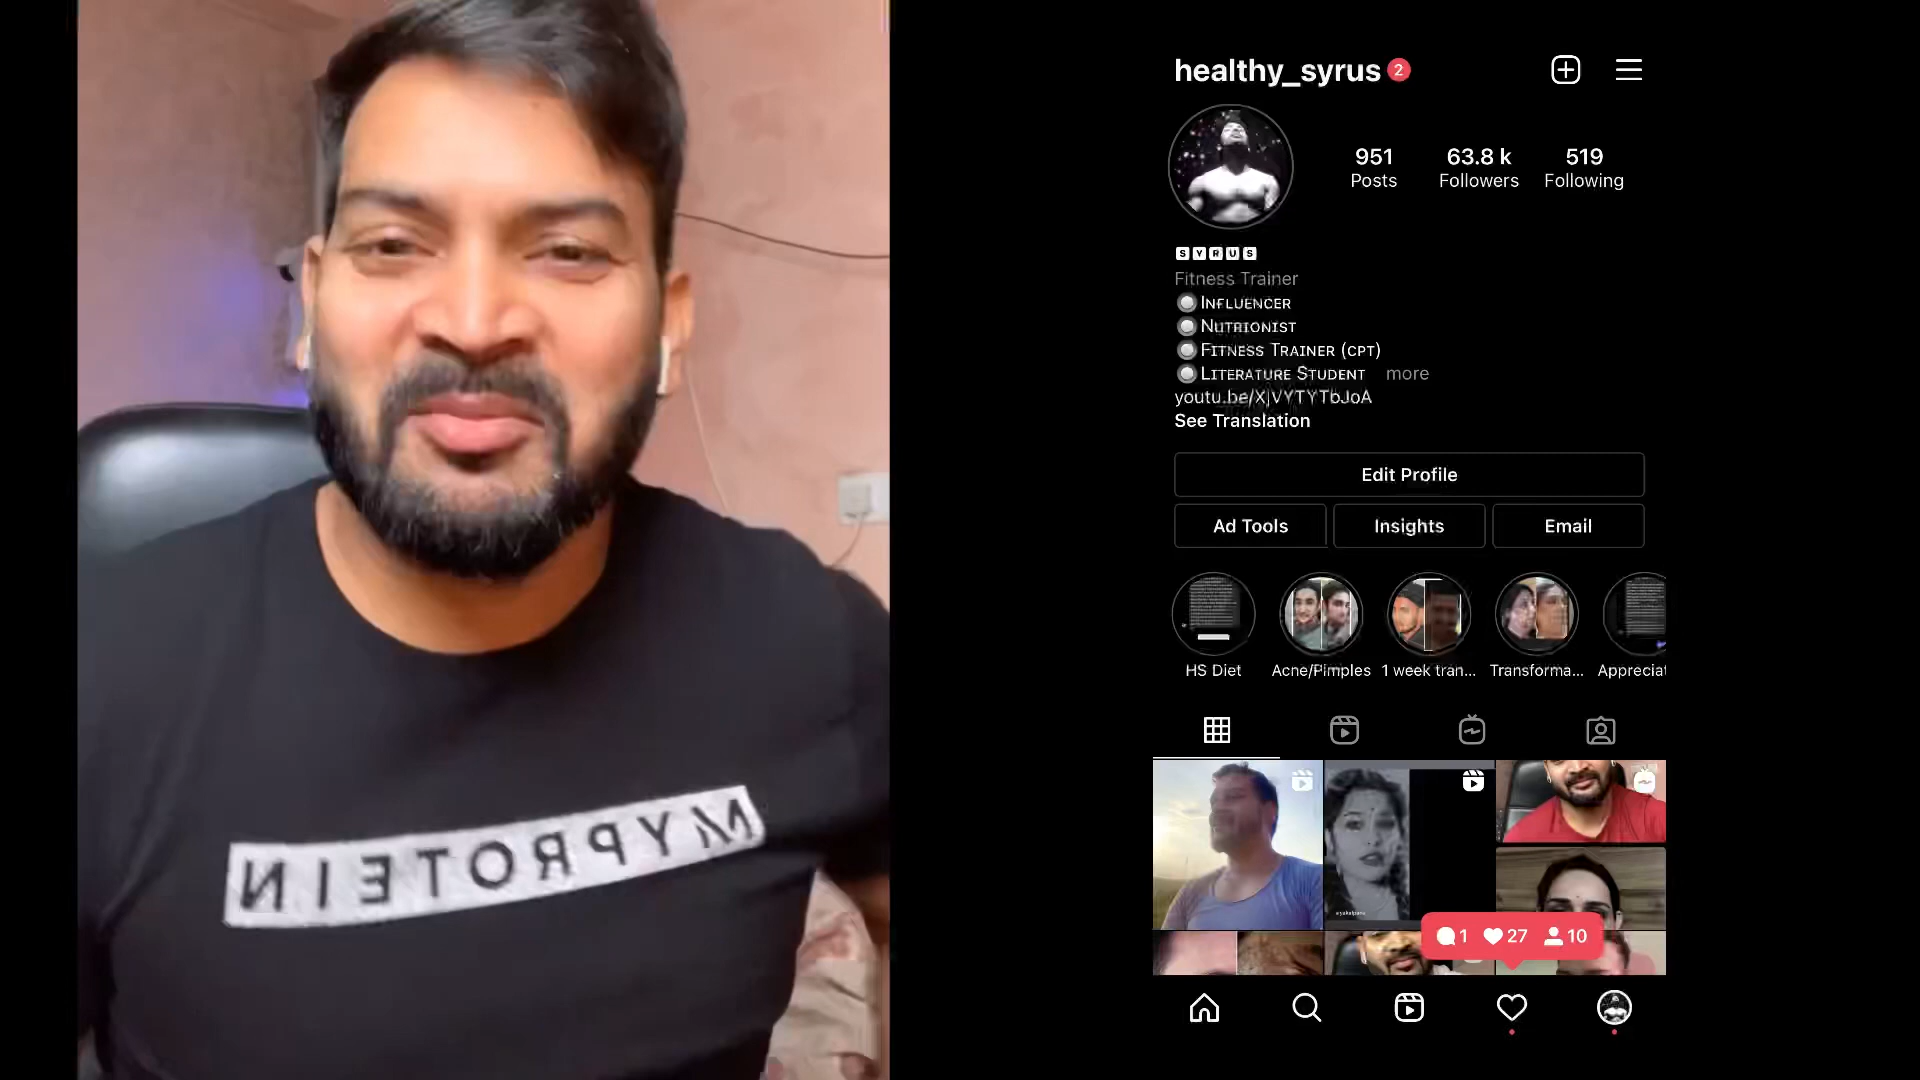 MYPROTEIN
healthy_syrus 2
951 63.8 k 519
Posts Followers Following
SYRUS
Fitness Trainer
Influencer
Nutrionist
Fitness Trainer (cpt)
Literature Student more
youtu.be/XjVYTYTbJoA
See Translation
Edit Profile
Ad Tools Insights Email
HS Diet Acne/Pimples 1 week tran... Transforma... Appreciat
1 27 10